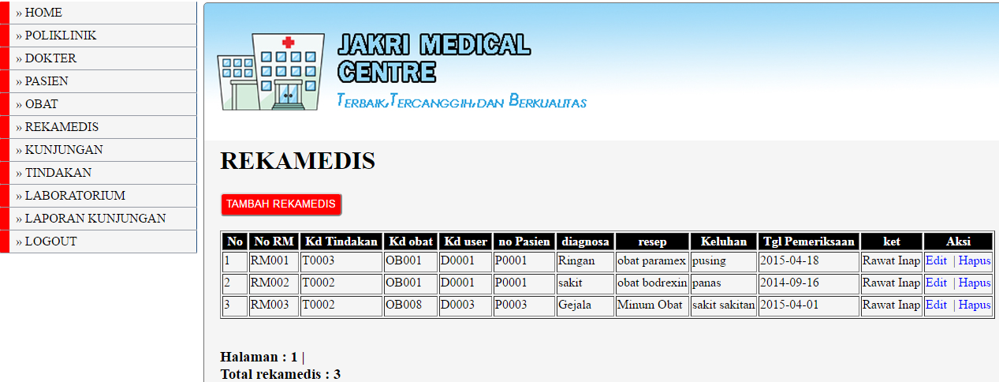 » HOME
» POLIKLINIK
» DOKTER
» PASIEN
» OBAT
» REKAMEDIS
» KUNJUNGAN
» TINDAKAN
» LABORATORIUM
» LAPORAN KUNJUNGAN
» LOGOUT
JAKRI MEDICAL
CENTRE
TERBAIK,TERCANGGIH,DAN BERKUALITAS
REKAMEDIS
TAMBAH REKAMEDIS
No No RM Kd Tindakan Kd obat Kd user no Pasien diagnosa resep Keluhan Tgl Pemeriksaan ket Aksi
1 RM001 T0003 OB001 D0001 P0001 Ringan obat paramex pusing 2015-04-18 Rawat Inap Edit | Hapus
2 RM002 T0002 OB001 D0001 P0001 sakit obat bodrexin panas 2014-09-16 Rawat Inap Edit | Hapus
3 RM003 T0002 OB008 D0003 P0003 Gejala Minum Obat sakit sakitan 2015-04-01 Rawat Inap Edit | Hapus
Halaman : 1 |
Total rekamedis : 3